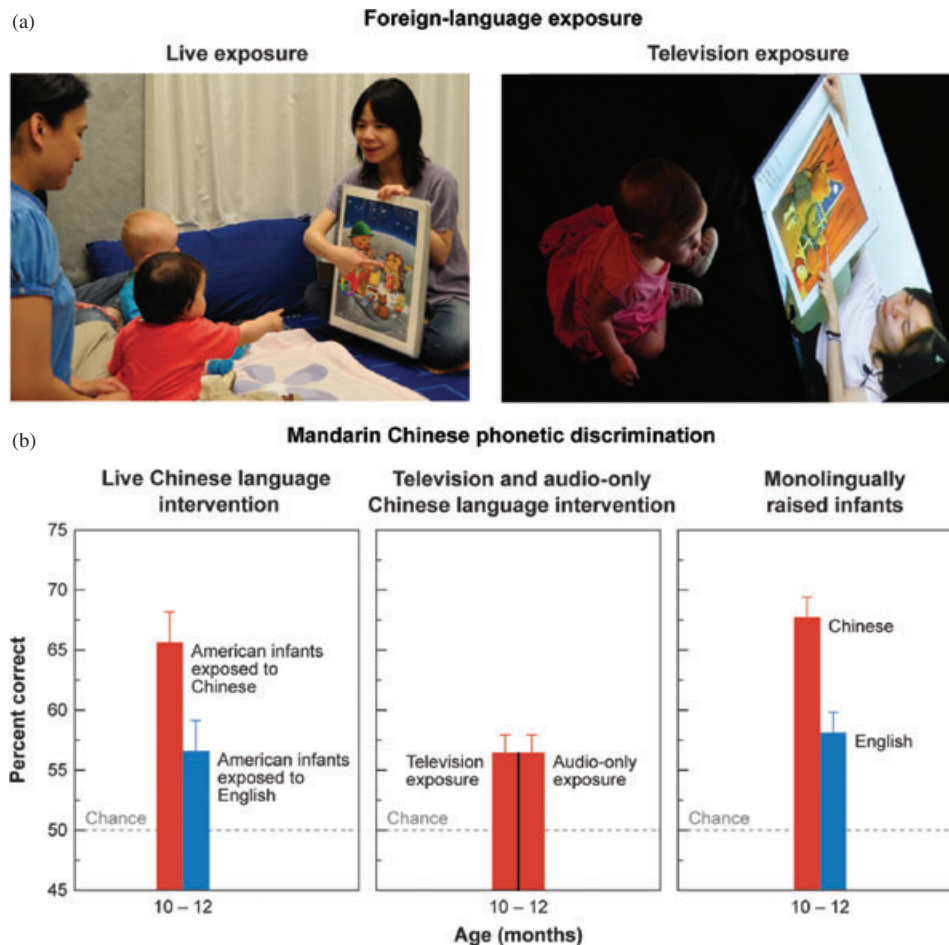 (a)
Foreign-language exposure
Live exposure
Television exposure
(b)
Mandarin Chinese phonetic discrimination
Live Chinese language
intervention
Television and audio-only
Chinese language intervention
Monolingually
raised infants
Percent correct
75
70
65
60
55
50
45
American infants
exposed to
Chinese
American infants
exposed to
English
Chance
10 – 12
Television
exposure
Audio-only
exposure
Chance
10 – 12
Chinese
English
Chance
10 – 12
Age (months)